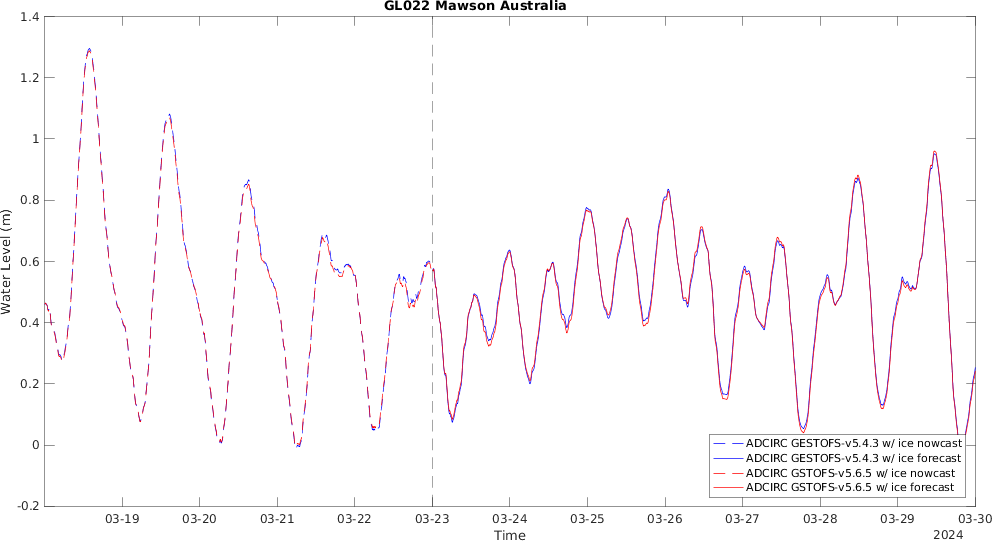 GL022 Mawson Australia
1.4
1.2
1
0.8
0.6
0.4
0.2
0
-0.2
Water Level (m)
ADCIRC GESTOFS-v5.4.3 w/ ice nowcast
ADCIRC GESTOFS-v5.4.3 w/ ice forecast
ADCIRC GSTOFS-v5.6.5 w/ ice nowcast
ADCIRC GSTOFS-v5.6.5 w/ ice forecast
03-19 03-20 03-21 03-22 03-23 03-24 03-25 03-26 03-27 03-28 03-29 03-30
Time
2024